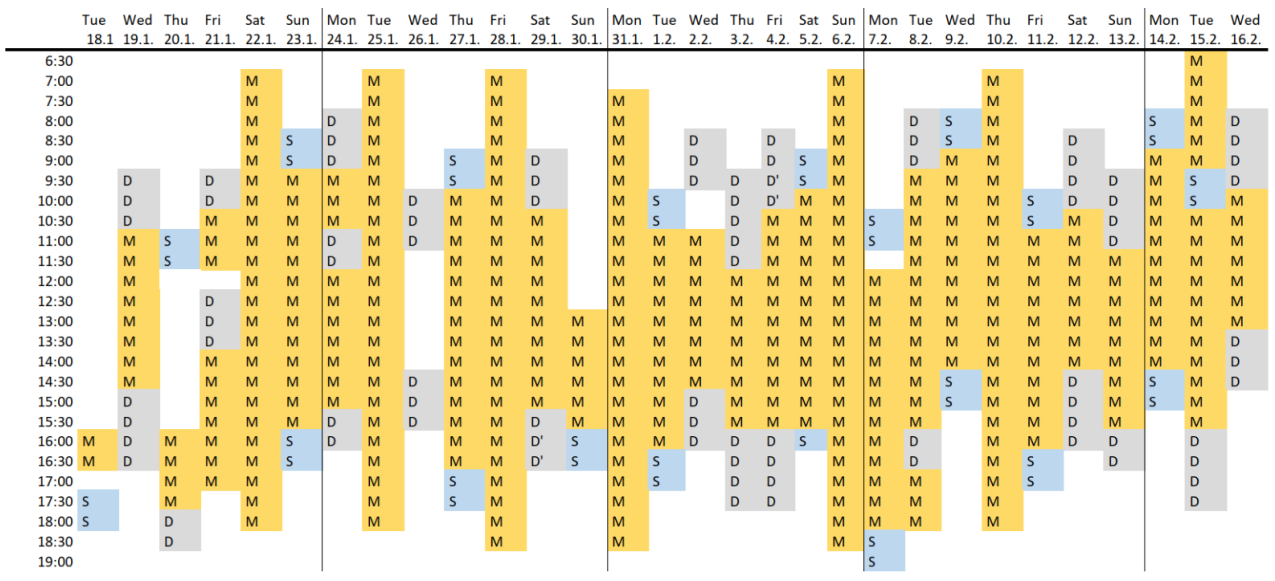 Tue Wed Thu Fri Sat Sun Mon Tue Wed Thu Fri Sat Sun Mon Tue Wed Thu Fri Sat Sun Mon Tue Wed Thu Fri Sat Sun Mon Tue Wed
18.1 19.1. 20.1. 21.1. 22.1. 23.1. 24.1. 25.1. 26.1. 27.1. 28.1. 29.1. 30.1. 31.1. 1.2. 2.2. 3.2. 4.2. 5.2. 6.2. 7.2. 8.2. 9.2. 10.2. 11.2. 12.2. 13.2. 14.2. 15.2. 16.2.
6:30 M
7:00 M M M M M M
7:30 M M M M M M M
8:00 M D M M M M D S M S M D
8:30 M S D M M M D D M D S M D S M D
9:00 M S D M S M D M D D S M D M M D M M D
9:30 D D M M M M S M D M D D D' S M M M M D D M S D
10:00 D D M M M M D M M D M S D D' M M M M M S D D M S M
10:30 D M M M M M D M M M M S D M M M S M M M S M D M M M
11:00 M S M M M D M D M M M M M M D M M M S M M M M M D M M M
11:30 M S M M M D M M M M M M M D M M M M M M M M M M M M
12:00 M M M M M M M M M M M M M M M M M M M M M M M M M
12:30 M D M M M M M M M M M M M M M M M M M M M M M M M M
13:00 M D M M M M M M M M M M M M M M M M M M M M M M M M M
13:30 M D M M M M M M M M M M M M M M M M M M M M M M M M D
14:00 M M M M M M M M M M M M M M M M M M M M M M M M M M D
14:30 M M M M M M D M M M M M M M M M M M M M S M M D M S M D
15:00 D M M M M M D M M M M M M D M M M M M M S M M D M S M
15:30 D M M M D M D M M D M M M D M M M M M M M M D M M
16:00 M D M M M S D M M M D' S M M D D D S M M D M M D D D
16:30 M D M M M S M M M D' S M S D D M M D M S D D
17:00 M M M M S M M S D D M M M M S D
17:30 S M M M S M M D D M M M M D
18:00 S D M M M M M M M M
18:30 D M M M S
19:00 S